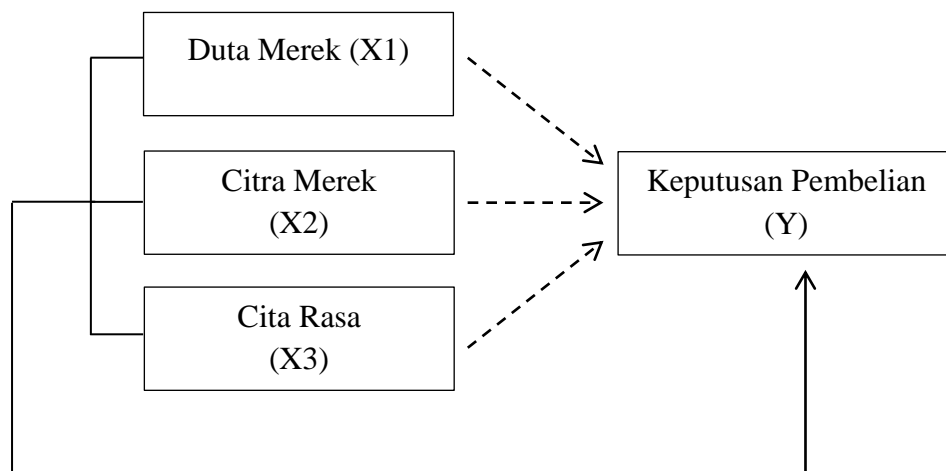 Duta Merek (X1)
Citra Merek
(X2)
Cita Rasa
(X3)
Keputusan Pembelian
(Y)